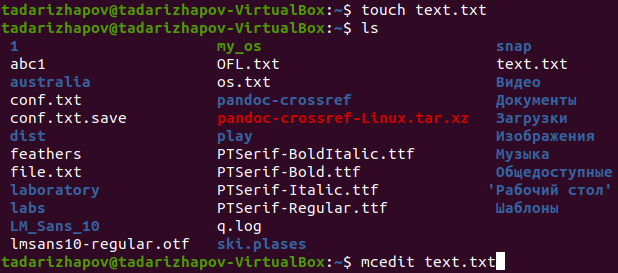 tadarizhapov@tadarizhapov-VirtualBox:~$ touch text.txt
tadarizhapov@tadarizhapov-VirtualBox:~$ ls
1 my_os snap
abc1 OFL.txt text.txt
australia os.txt Видео
conf.txt pandoc-crossref Документы
conf.txt.save pandoc-crossref-Linux.tar.xz Загрузки
dist play Изображения
feathers PTSerif-BoldItalic.ttf Музыка
file.txt PTSerif-Bold.ttf Общедоступные
laboratory PTSerif-Italic.ttf 'Рабочий стол'
labs PTSerif-Regular.ttf Шаблоны
LM_Sans_10 q.log
lmsans10-regular.otf ski.plases
tadarizhapov@tadarizhapov-VirtualBox:~$ mcedit text.txt